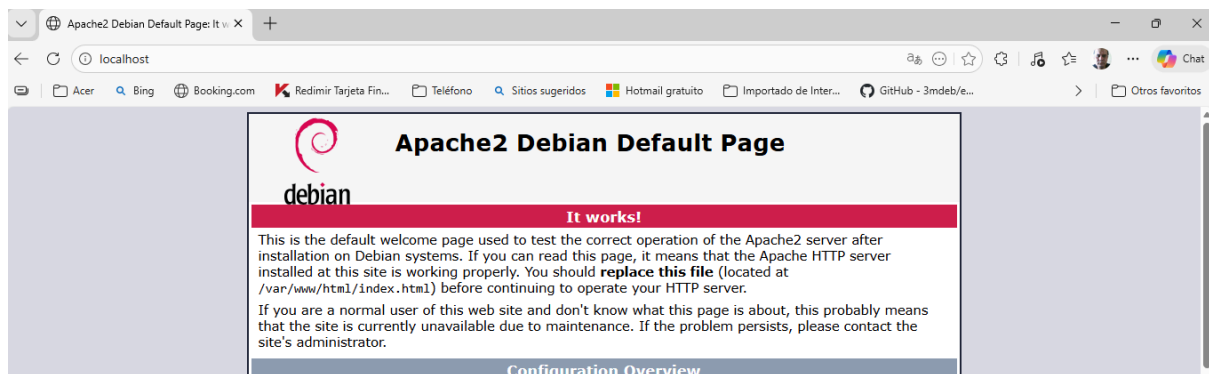 Apache2 Debian Default Page: It w
localhost
Chat
Acer
Bing
Booking.com
Redimir Tarjeta Fin...
Teléfono
Sitios sugeridos
Hotmail gratuito
Importado de Inter...
GitHub - 3mdeb/e...
Otros favoritos
debian
Apache2 Debian Default Page
It works!
This is the default welcome page used to test the correct operation of the Apache2 server after
installation on Debian systems. If you can read this page, it means that the Apache HTTP server
installed at this site is working properly. You should replace this file (located at
/var/www/html/index.html) before continuing to operate your HTTP server.
If you are a normal user of this web site and don't know what this page is about, this probably means
that the site is currently unavailable due to maintenance. If the problem persists, please contact the
site's administrator.
Configuration Overview